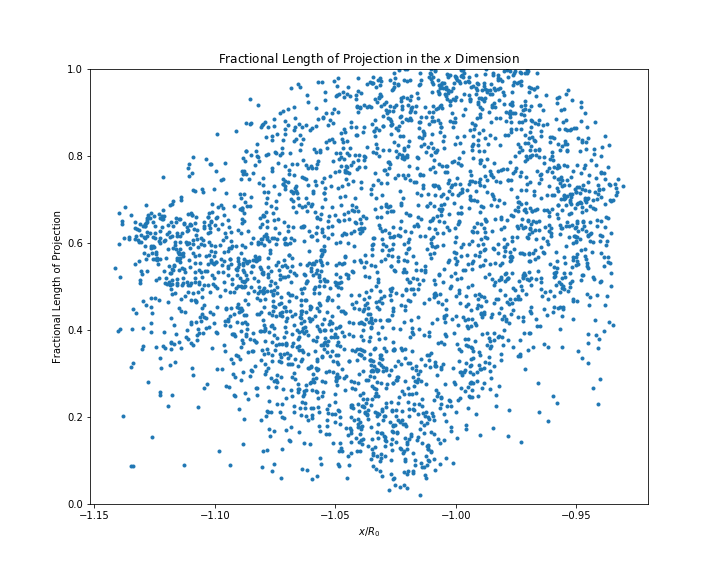 Fractional Length of Projection in the x Dimension
Fractional Length of Projection
1.0
0.8
0.6
0.4
0.2
0.0
−1.15 −1.10 −1.05 −1.00 −0.95
x/R₀